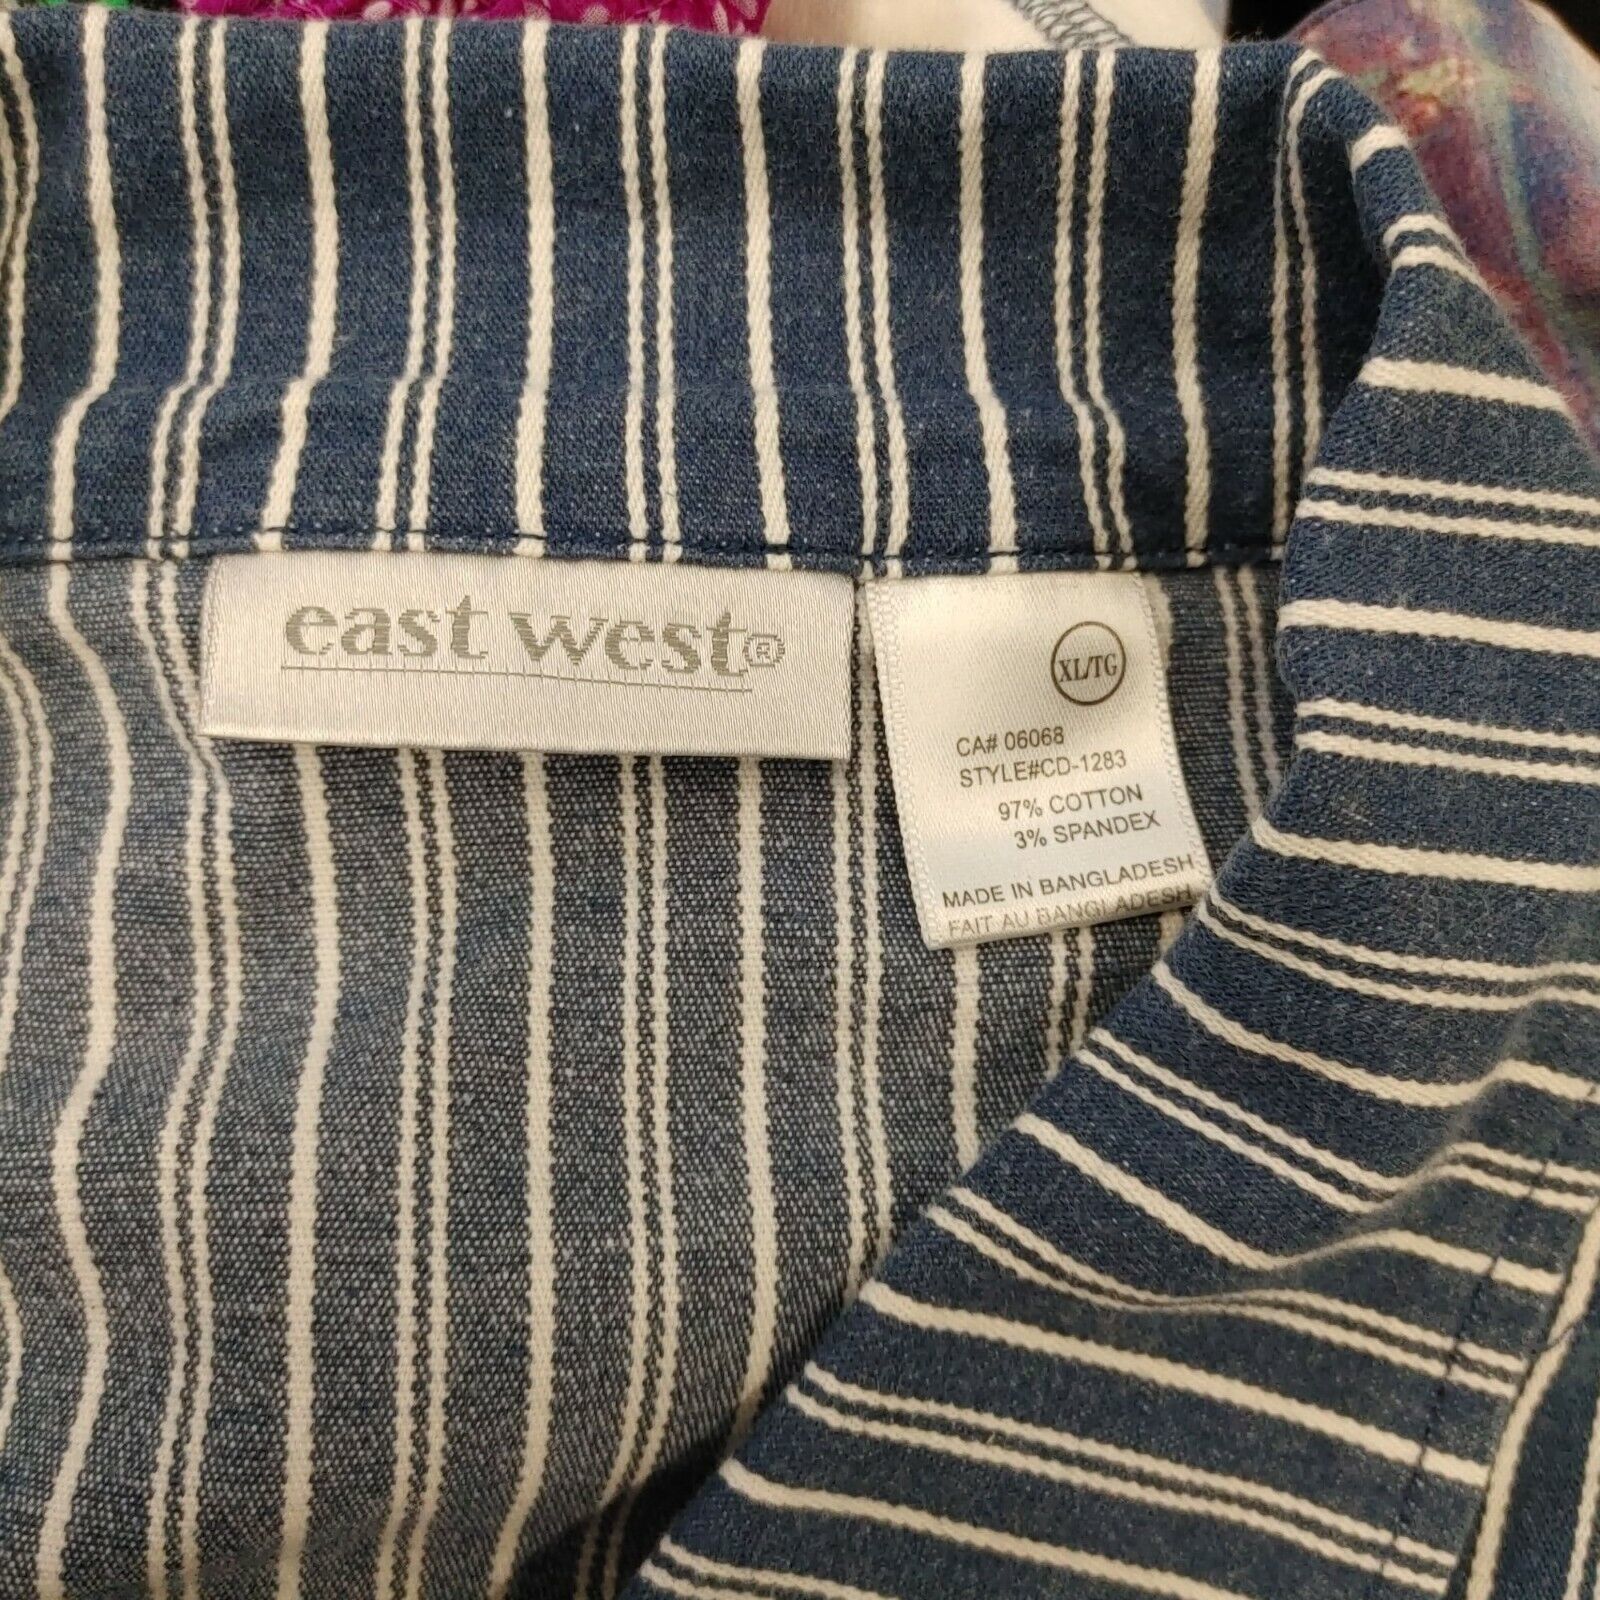 east west®
XL/TG
CA# 06068
STYLE#CD-1283
97% COTTON
3% SPANDEX
MADE IN BANGLADESH
FAIT AU BANGLADESH